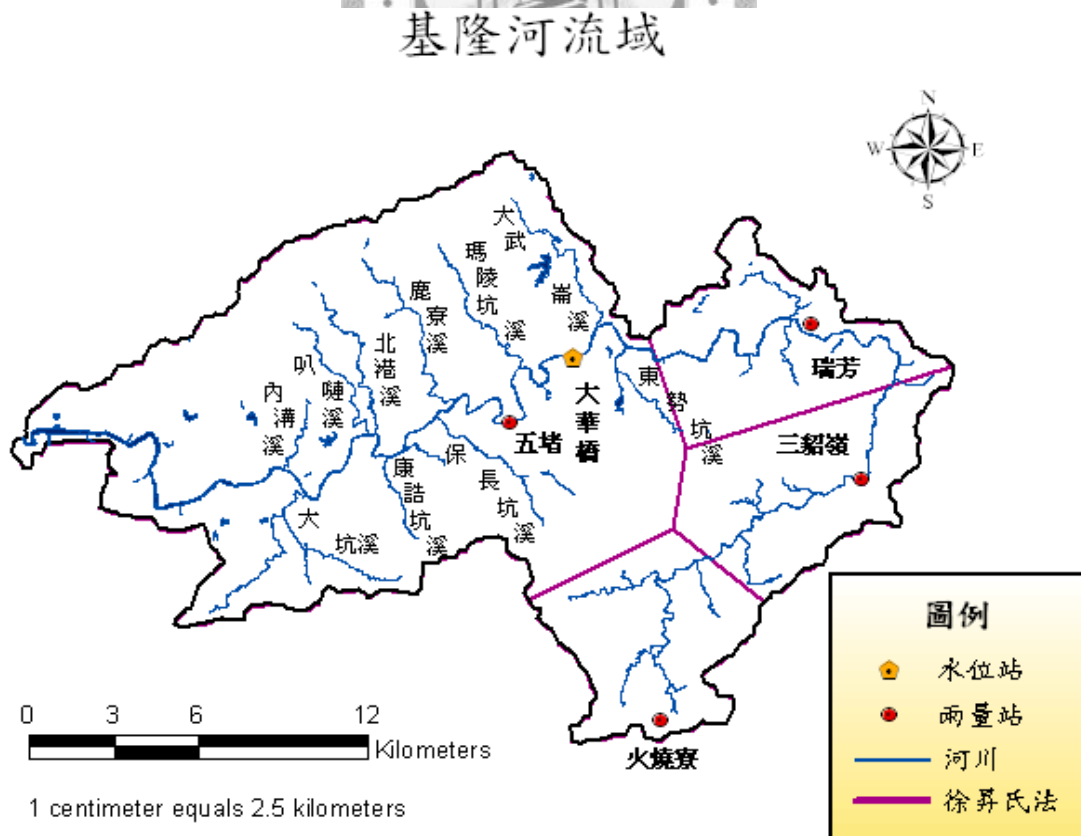 基隆河流域
N
W
E
S
大武崙溪
瑪陵坑溪
鹿寮溪
北港溪
叭嗹溪
內溝溪
瑞芳
東勢坑溪
大華橋
五堵
三貂嶺
保長坑溪
康誥坑溪
大坑溪
火燒寮
0 3 6 12
Kilometers
1 centimeter equals 2.5 kilometers
圖例
水位站
雨量站
河川
徐昇氏法